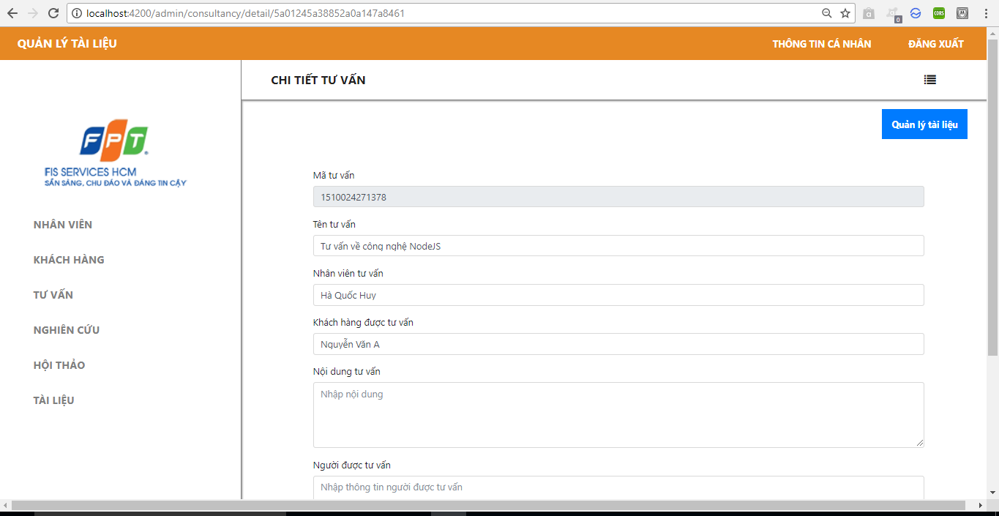 localhost:4200/admin/consultancy/detail/5a01245a38852a0a147a8461
0
CORS
QUẢN LÝ TÀI LIỆU
THÔNG TIN CÁ NHÂN
ĐĂNG XUẤT
CHI TIẾT TƯ VẤN
Quản lý tài liệu
FPT
FIS SERVICES HCM
SẴN SÀNG, CHU ĐÁO VÀ ĐÁNG TIN CẬY
NHÂN VIÊN
KHÁCH HÀNG
TƯ VẤN
NGHIÊN CỨU
HỘI THẢO
TÀI LIỆU
Mã tư vấn
1510024271378
Tên tư vấn
Tư vấn về công nghệ NodeJS
Nhân viên tư vấn
Hà Quốc Huy
Khách hàng được tư vấn
Nguyễn Văn A
Nội dung tư vấn
Nhập nội dung
Người được tư vấn
Nhập thông tin người được tư vấn